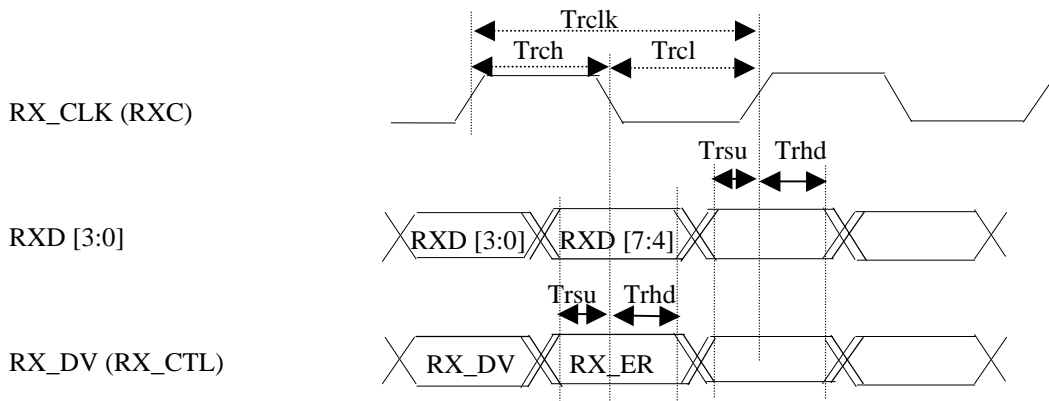 Trclk
Trch Trcl
RX_CLK (RXC)
Trsu Trhd
RXD [3:0] RXD [3:0] RXD [7:4]
Trsu Trhd
RX_DV (RX_CTL) RX_DV RX_ER